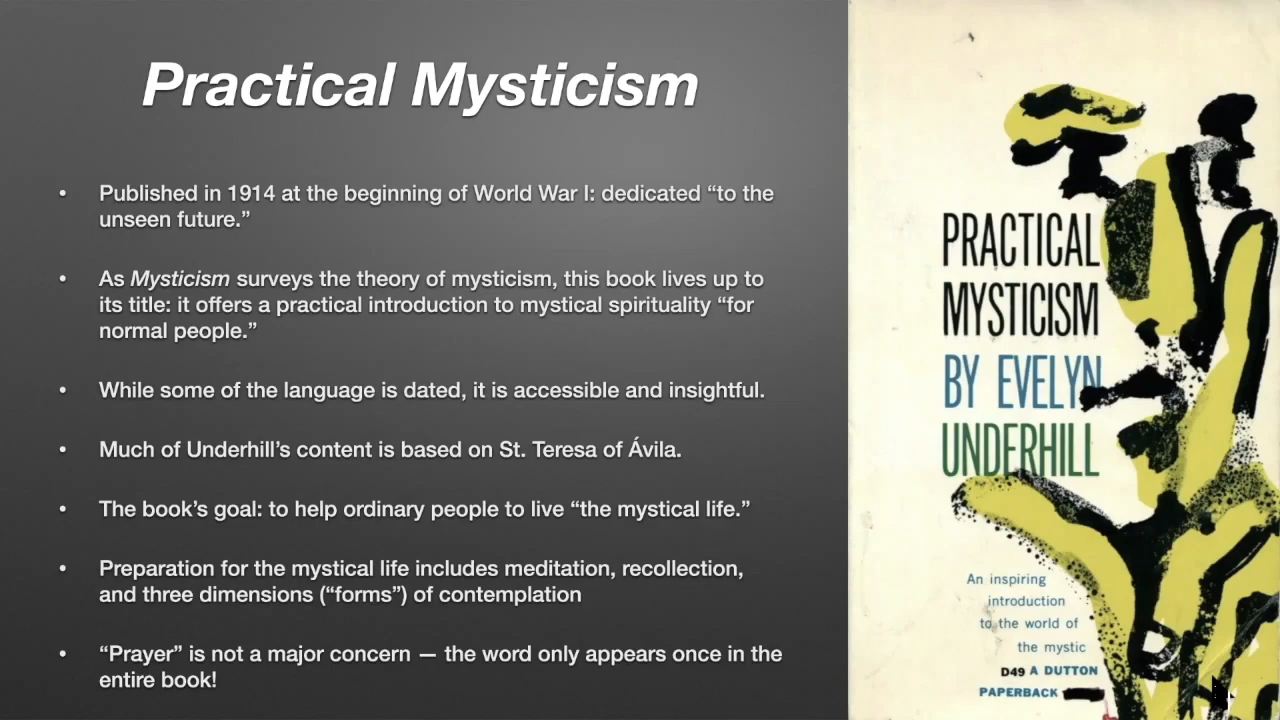 Practical Mysticism
• Published in 1914 at the beginning of World War I: dedicated “to the
unseen future.”
• As Mysticism surveys the theory of mysticism, this book lives up to
its title: it offers a practical introduction to mystical spirituality “for
normal people.”
• While some of the language is dated, it is accessible and insightful.
• Much of Underhill’s content is based on St. Teresa of Ávila.
• The book’s goal: to help ordinary people to live “the mystical life.”
• Preparation for the mystical life includes meditation, recollection,
and three dimensions (“forms”) of contemplation
• “Prayer” is not a major concern — the word only appears once in the
entire book!
PRACTICAL
MYSTICISM
BY EVELYN
UNDERHILL
An inspiring
introduction
to the world of
the mystic
D49 A DUTTON
PAPERBACK